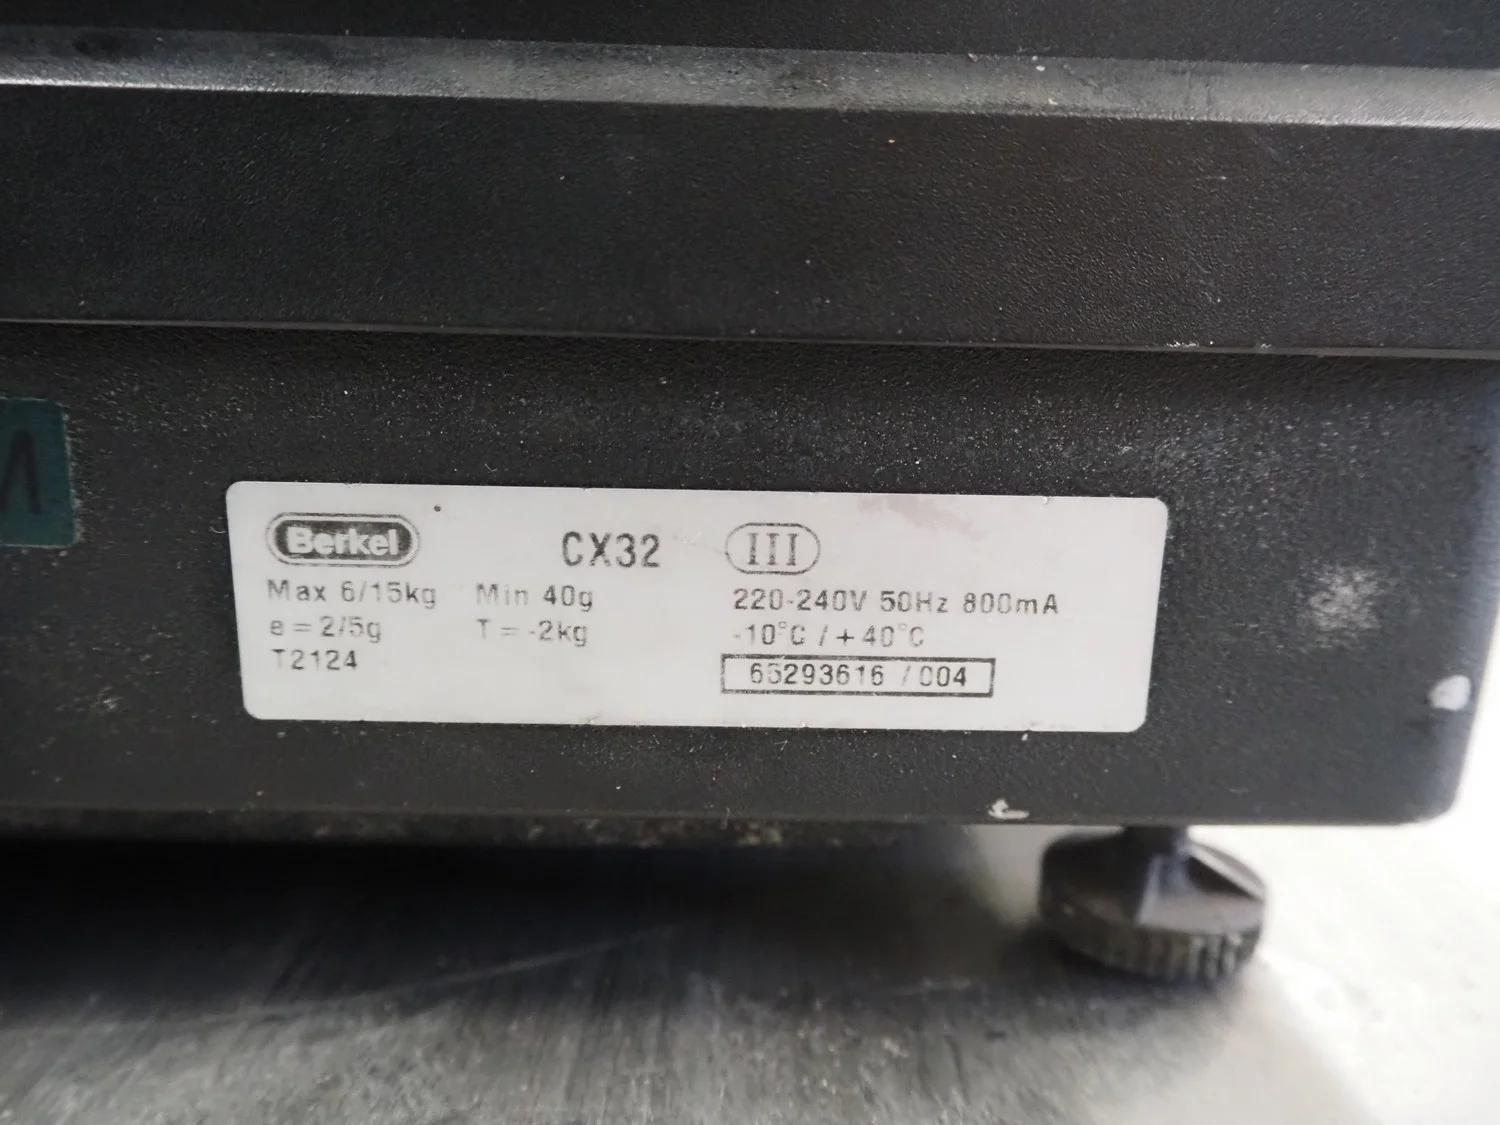 Berkel CX32 III
Max 6/15kg Min 40g 220-240V 50Hz 800mA
e = 2/5g T = -2kg -10°C / +40°C
T2124 65293616 / 004